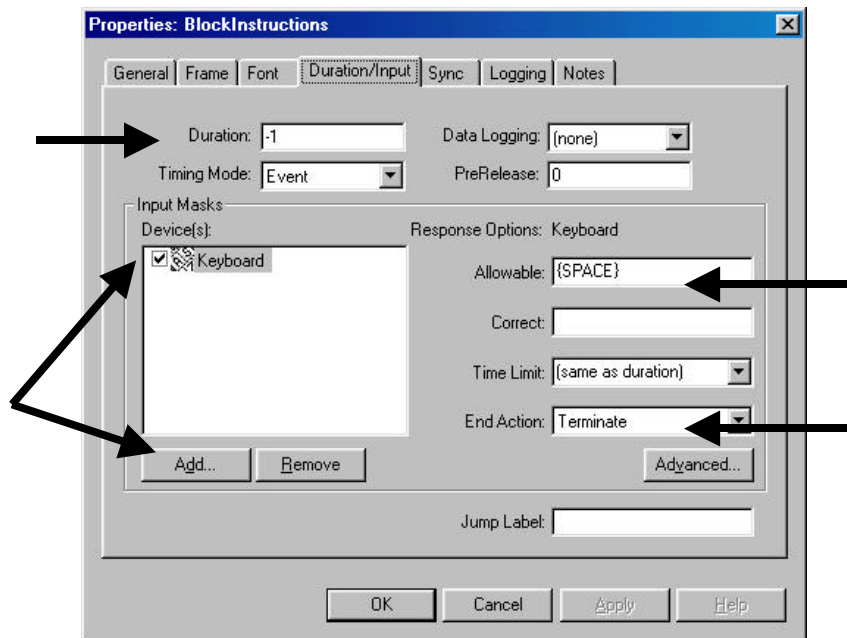 Properties: BlockInstructions
General Frame Font Duration/Input Sync Logging Notes
Duration: -1 Data Logging: (none)
Timing Mode: Event PreRelease: 0
Input Masks
Device(s): Response Options: Keyboard
Keyboard
Allowable: {SPACE}
Correct:
Time Limit: (same as duration)
End Action: Terminate
Add... Remove Advanced...
Jump Label:
OK Cancel Apply Help